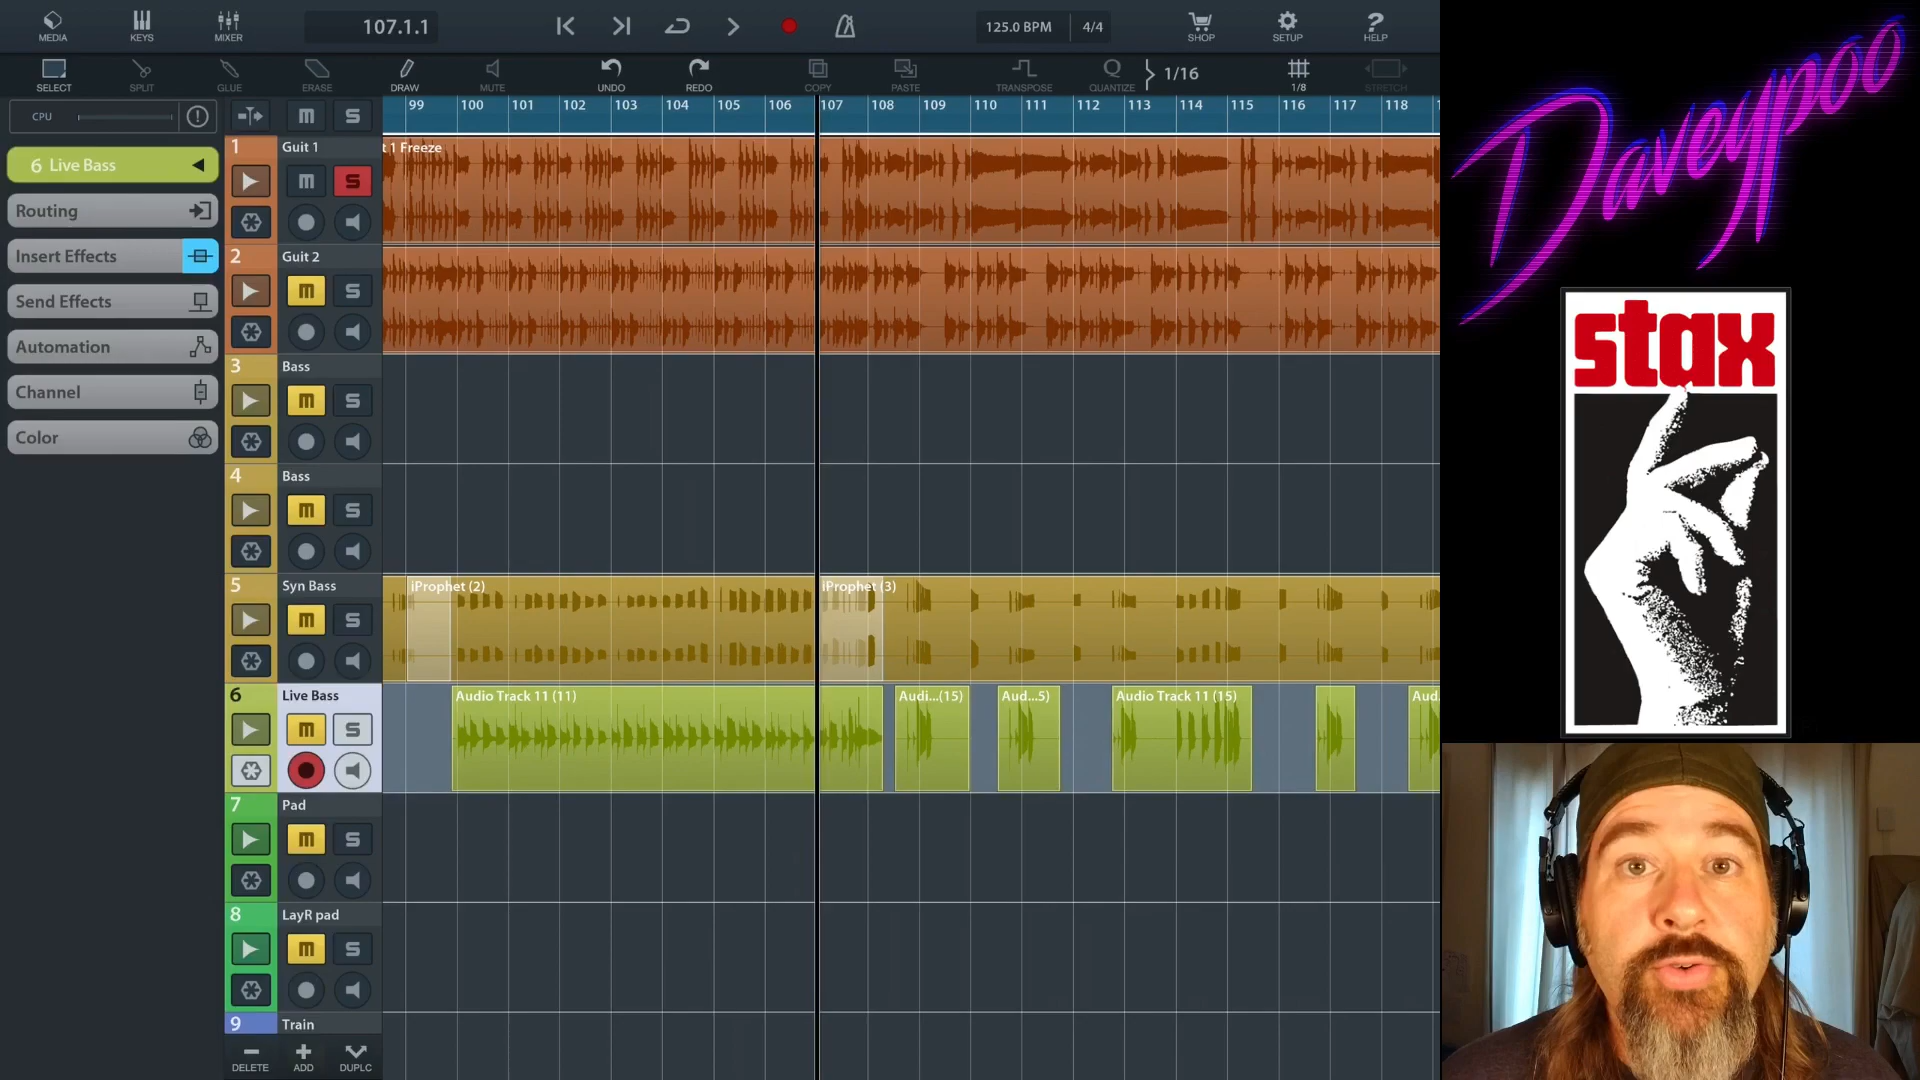 MEDIA
KEYS
MIXER
107.1.1
125.0 BPM
4/4
SHOP
SETUP
?
HELP
SELECT
SPLIT
GLUE
ERASE
DRAW
MUTE
UNDO
REDO
COPY
PASTE
TRANSPOSE
Q
QUANTIZE
1/16
1/8
STRETCH
CPU
M
S
99
100
101
102
103
104
105
106
107
108
109
110
111
112
113
114
115
116
117
118
6 Live Bass
Routing
Insert Effects
Send Effects
Automation
Channel
Color
1
Guit 1
M
S
t 1 Freeze
2
Guit 2
M
S
3
Bass
M
S
4
Bass
M
S
5
Syn Bass
M
S
iProphet (2)
iProphet (3)
6
Live Bass
M
S
Audio Track 11 (11)
Audi...(15)
Aud...5)
Audio Track 11 (15)
Aud.
7
Pad
M
S
8
LayR pad
M
S
9
Train
DELETE
ADD
DUPLC
Daveypoo
stax